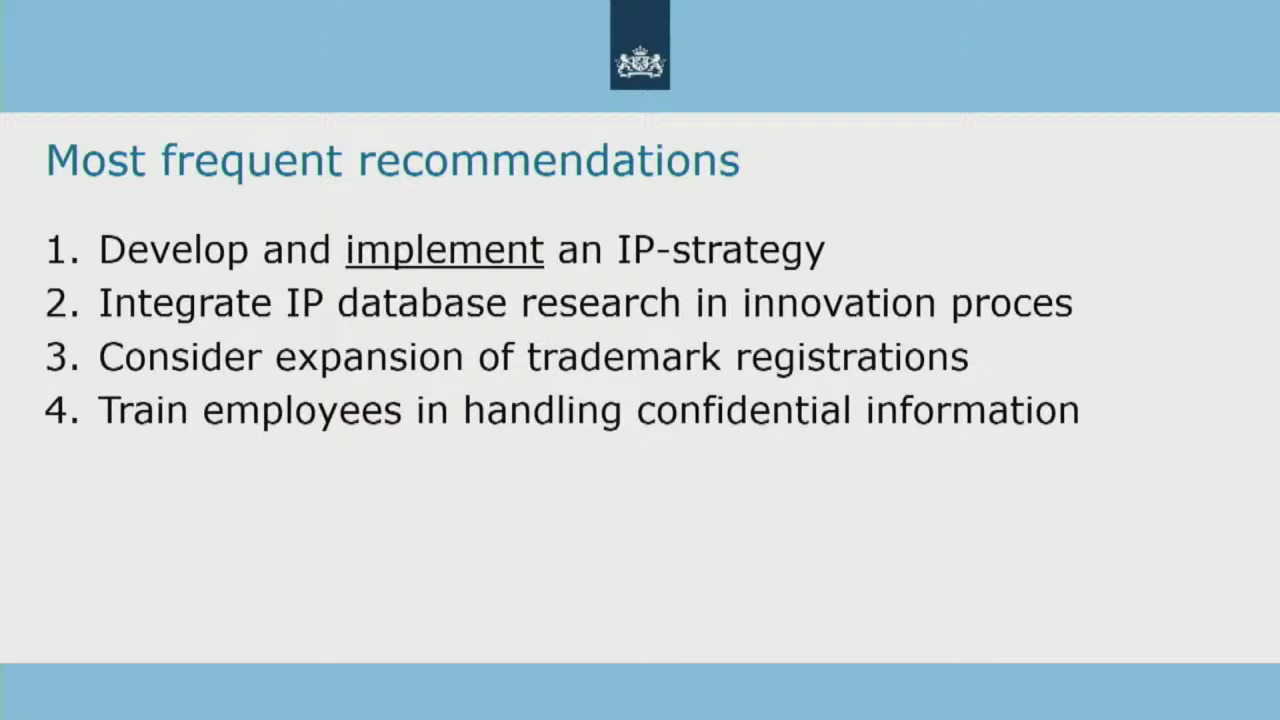 Most frequent recommendations
1. Develop and implement an IP-strategy
2. Integrate IP database research in innovation proces
3. Consider expansion of trademark registrations
4. Train employees in handling confidential information